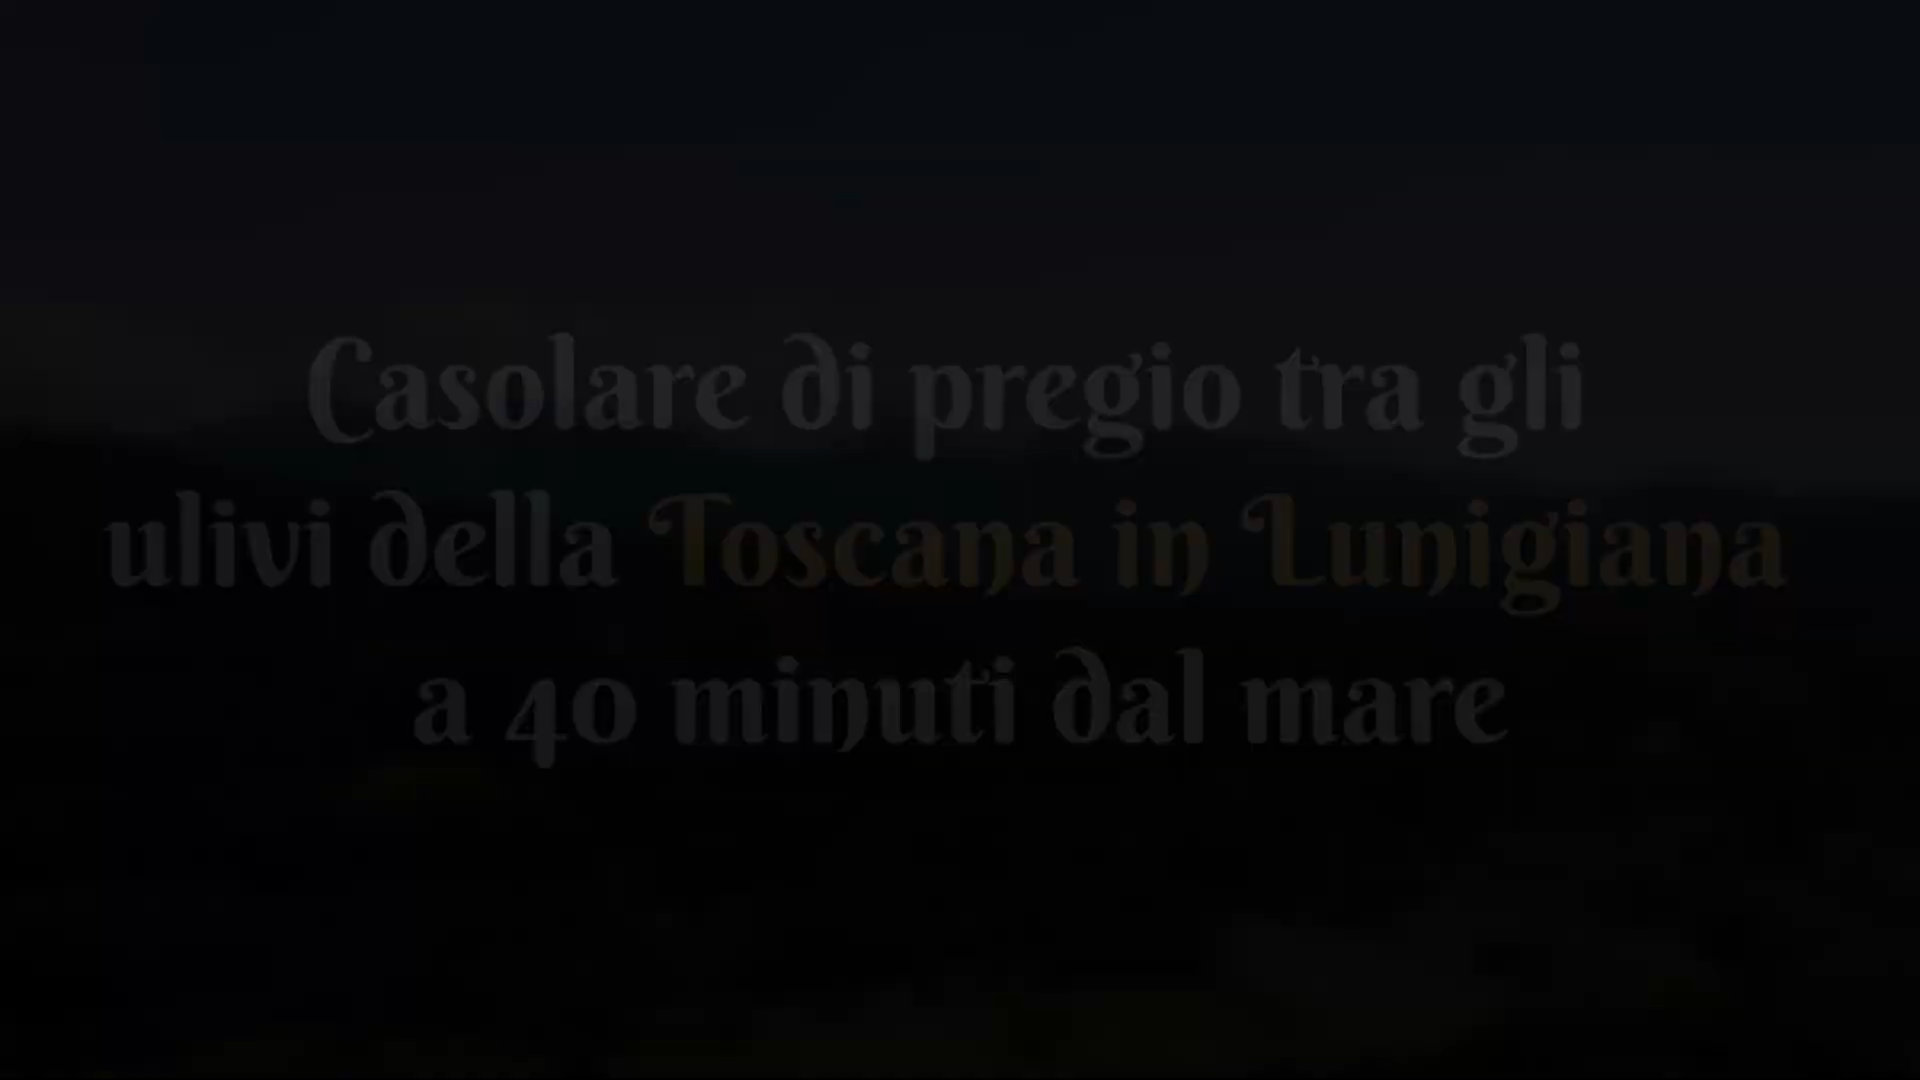 Casolare di pregio tra gli
ulivi della Toscana in Lunigiana
a 40 minuti dal mare